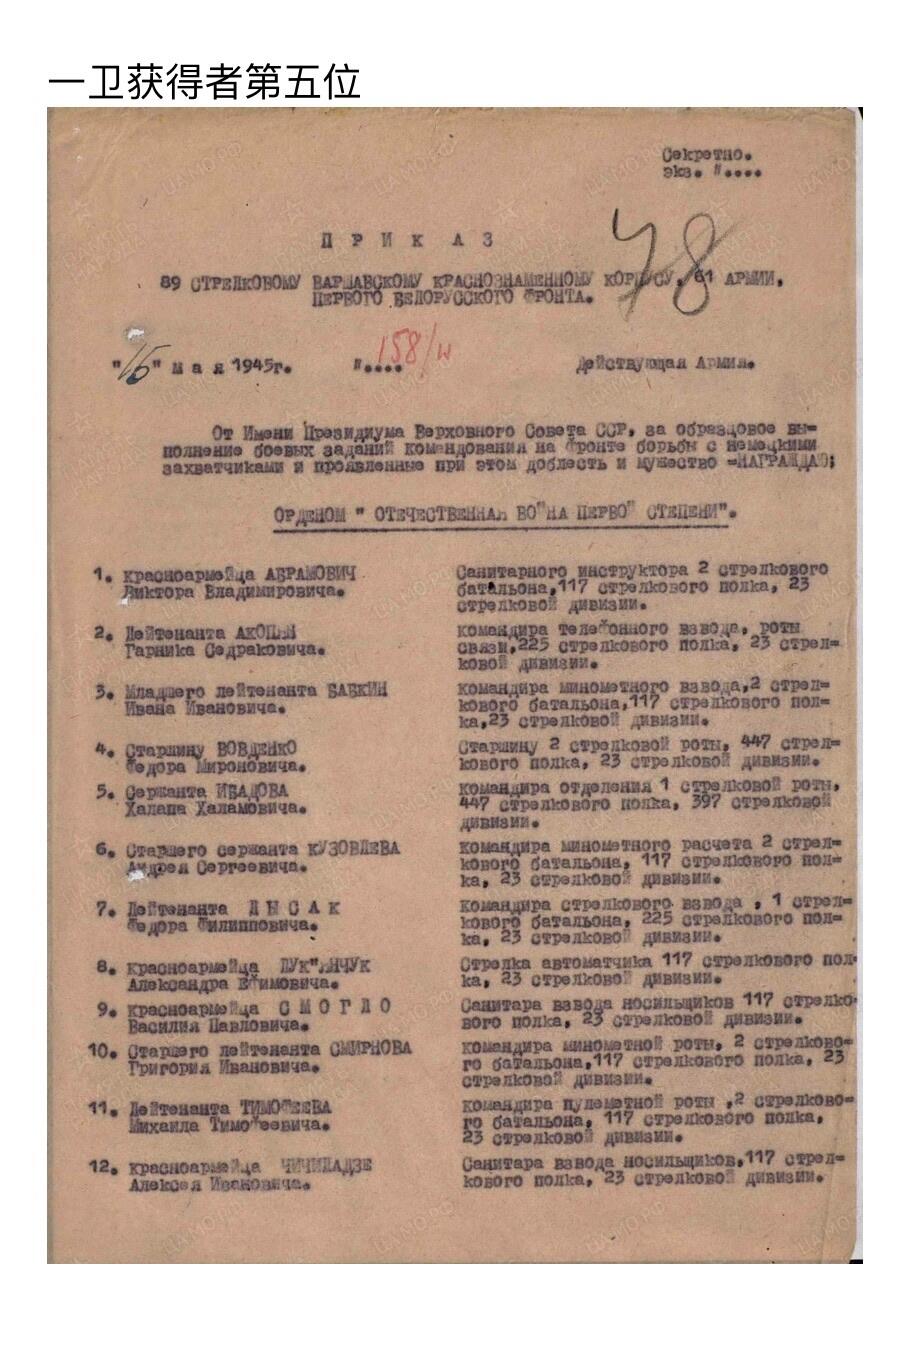 一卫获得者第五位
Секретно.
экз. №....
П Р И К А З
78
89 СТРЕЛКОВОМУ ВАРШАВСКОМУ КРАСНОЗНАМЕННОМУ КОРПУСУ, 61 АРМИИ,
ПЕРВОГО БЕЛОРУССКОГО ФРОНТА.
"15" м а я 1945г. №.... 158/н Действующая Армия.
От Имени Президиума Верховного Совета ССР, за образцовое вы=
полнение боевых заданий командования на фронте борьбы с немецкими
захватчиками и проявленные при этом доблесть и мужество =НАГРАЖДАЮ;
ОРДЕНОМ " ОТЕЧЕСТВЕННАЯ ВОЙНА ПЕРВОЙ СТЕПЕНИ".
1. красноармейца АБРАМОВИЧ Санитарного инструктора 2 стрелкового
Виктора Владимировича. батальона,117 стрелкового полка, 23
стрелковой дивизии.
2. Лейтенанта АКОПЯН командира телефонного взвода, роты
Гарника Седраковича. связи,225 стрелкового полка, 23 стрел=
ковой дивизии.
3. Младшего лейтенанта БАБКИН командира минометного взвода,2 стрел=
Ивана Ивановича. кового батальона,117 стрелкового пол=
ка,23 стрелковой дивизии.
4. Старшину ВОВДЕНКО Старшину 2 стрелковой роты, 447 стрел=
Федора Мироновича. кового полка, 23 стрелковой дивизии.
5. Сержанта ИБАДОВА командира отделения 1 стрелковой роты,
Халапа Халамовича. 447 стрелкового полка, 397 стрелковой
дивизии.
6. Старшего сержанта КУЗОВЛЕВА командира минометного расчета 2 стрел=
Андрея Сергеевича. кового батальона, 117 стрелкового пол=
ка, 23 стрелковой дивизии.
7. Лейтенанта Л Ы С А К командира стрелкового взвода , 1 стрел=
Федора Филипповича. кового батальона, 225 стрелкового пол=
ка, 23 стрелковой дивизии.
8. красноармейца ЛУК"ЯНЧУК Стрелка автоматчика 117 стрелкового пол=
Александра Ефимовича. ка, 23 стрелковой дивизии.
9. красноармейца С М О Г Л О Санитара взвода носильщиков 117 стрелко=
Василия Павловича. вого полка, 23 стрелковой дивизии.
10. Старшего лейтенанта СМИРНОВА командира минометной роты, 2 стрелково=
Григория Ивановича. го батальона,117 стрелкового полка, 23
стрелковой дивизии.
11. Лейтенанта ТИМОФЕЕВА командира пулеметной роты ,2 стрелково=
Михаила Тимофеевича. го батальона, 117 стрелкового полка,
23 стрелковой дивизии.
12. красноармейца ЧИЧИЛАДЗЕ Санитара взвода носильщиков,117 стрел=
Алексея Ивановича. кового полка, 23 стрелковой дивизии.